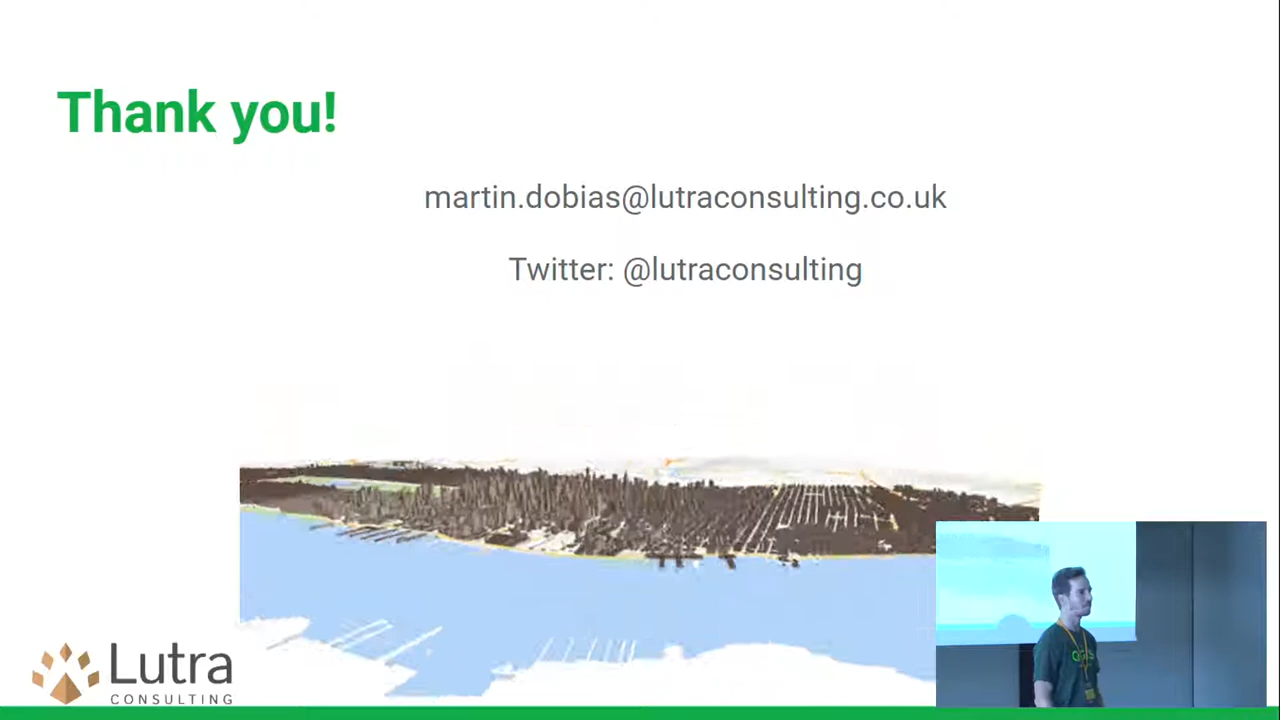 Thank you!
martin.dobias@lutraconsulting.co.uk
Twitter: @lutraconsulting
Lutra
CONSULTING